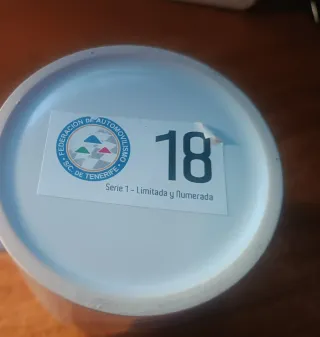 FEDERACIÓN DE AUTOMOVILISMO
S.C. DE TENERIFE
18
Serie 1 - Limitada y Numerada